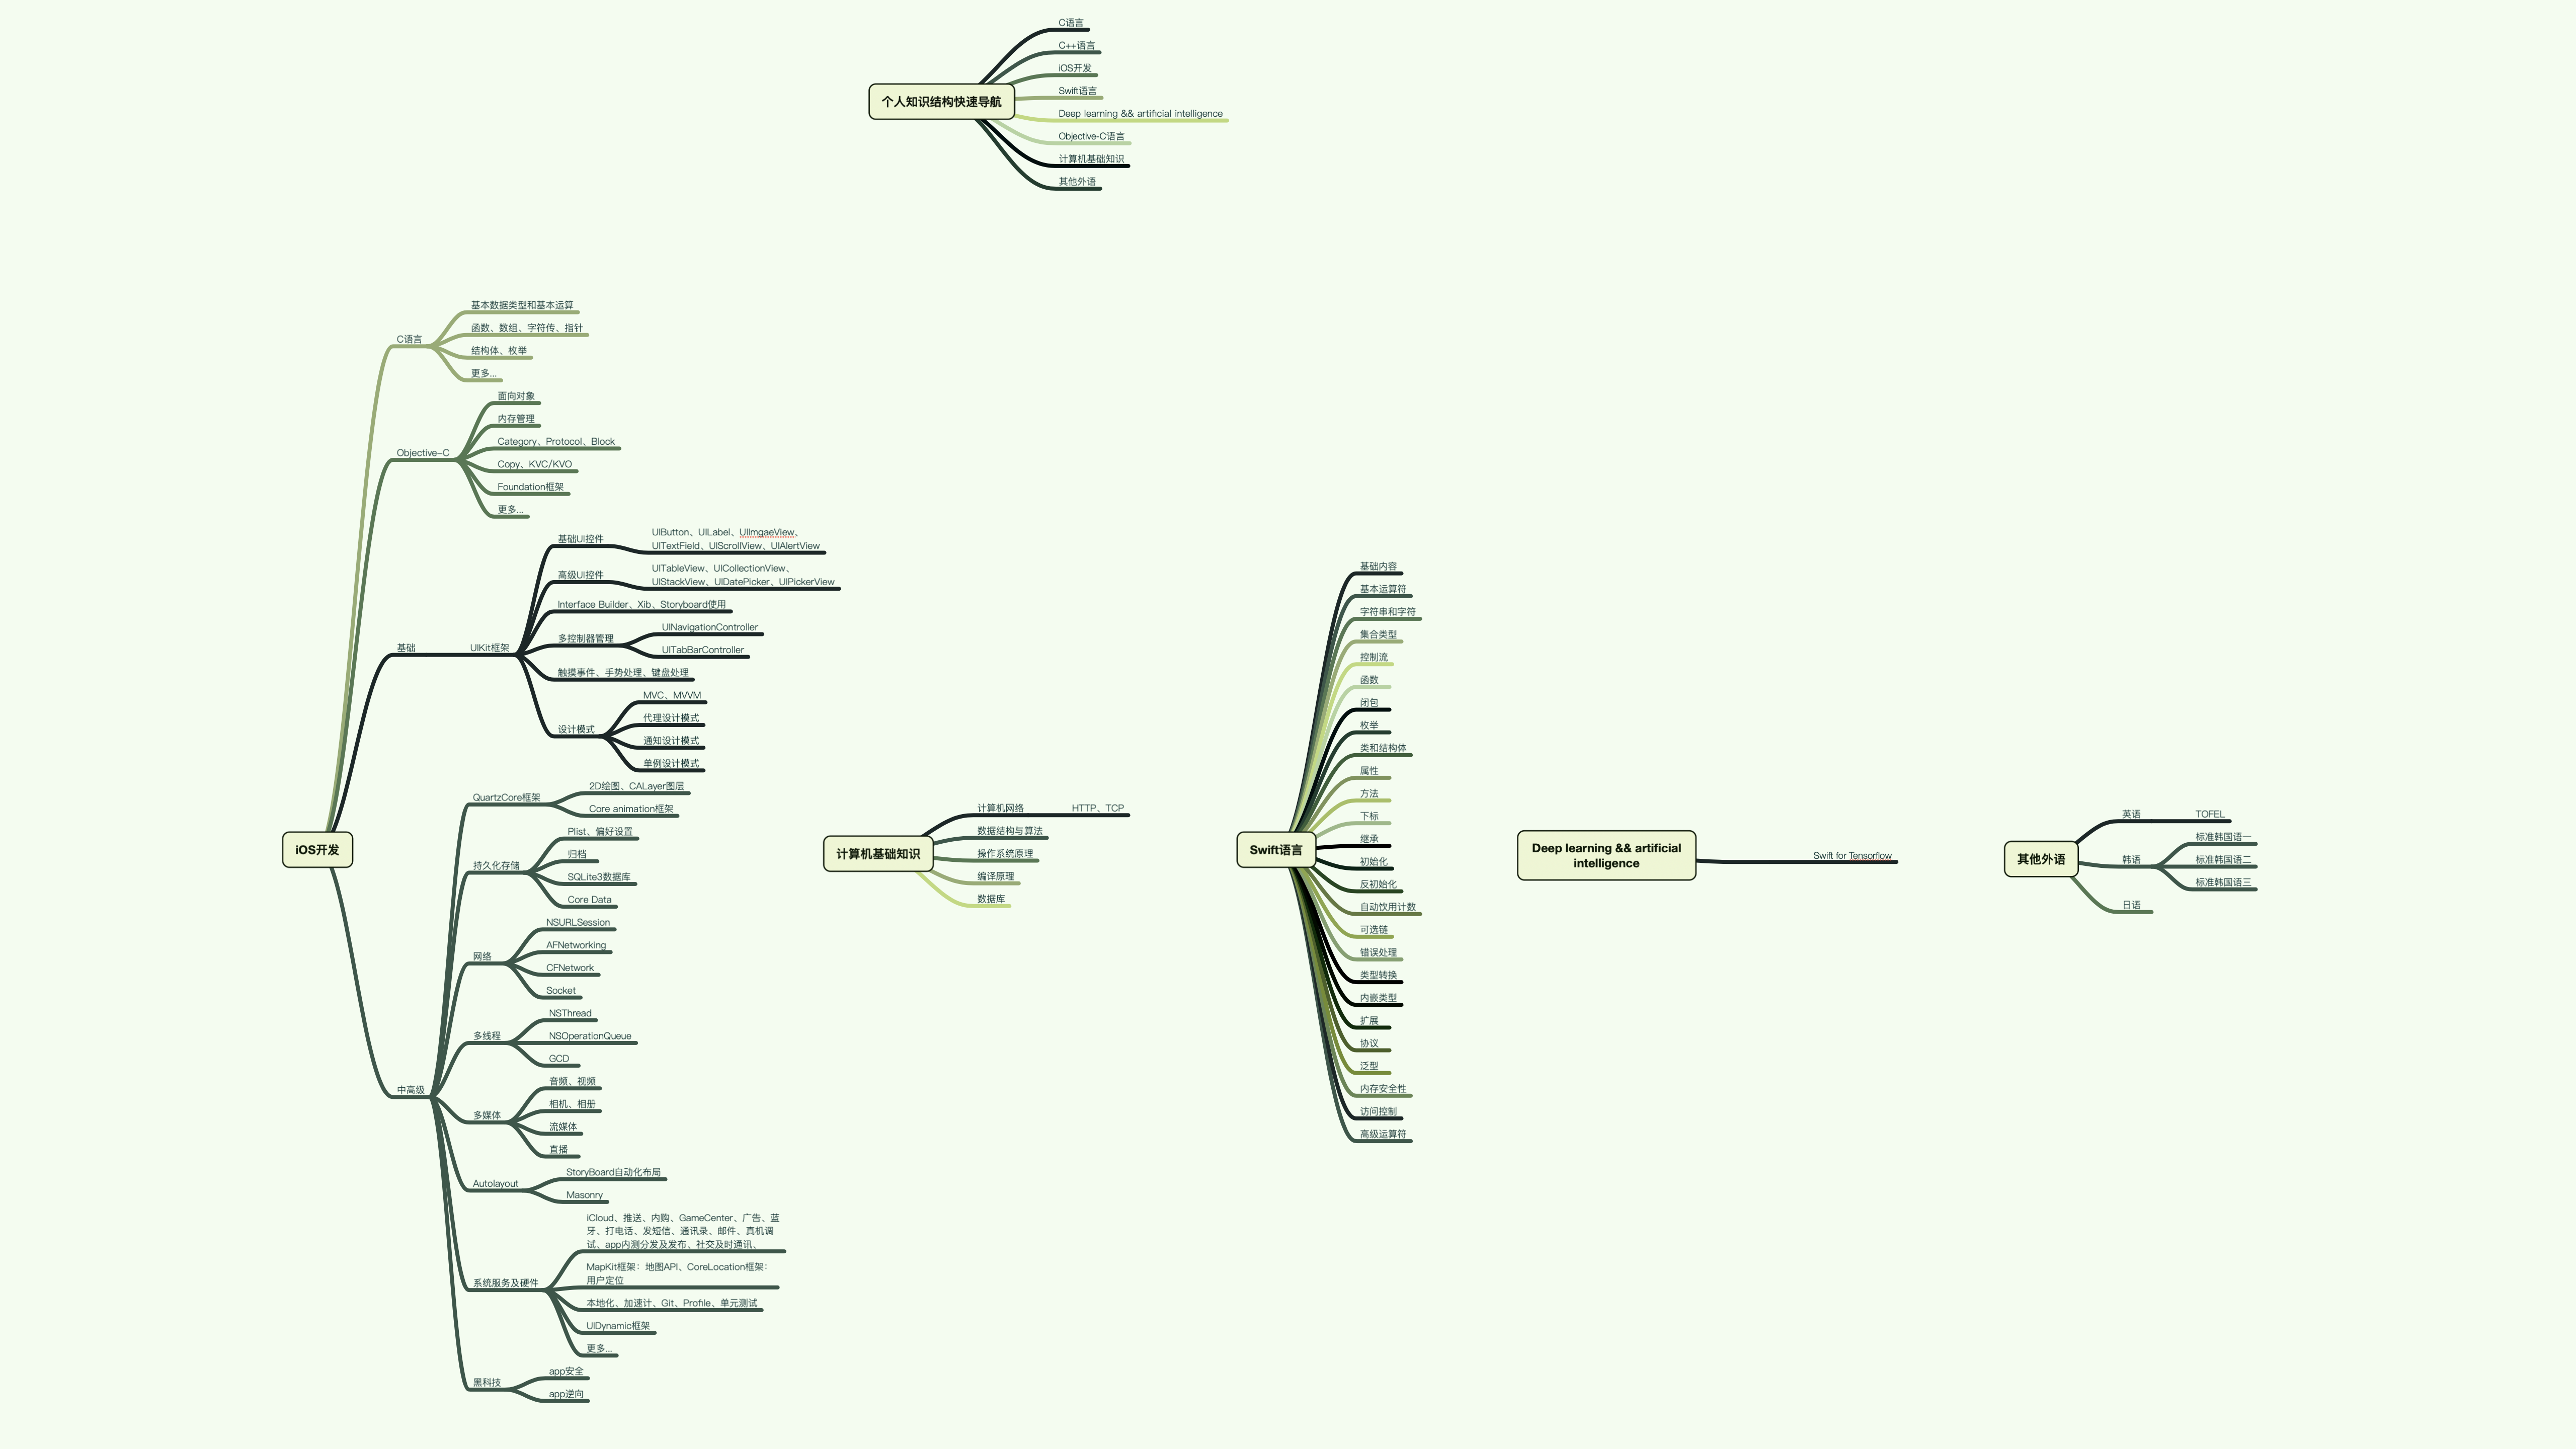 C语言
C++语言
iOS开发
个人知识结构快速导航
Swift语言
Deep learning && artificial intelligence
Objective-C语言
计算机基础知识
其他外语
iOS开发
C语言
基本数据类型和基本运算
函数、数组、字符传、指针
结构体、枚举
更多...
Objective-C
面向对象
内存管理
Category、Protocol、Block
Copy、KVC/KVO
Foundation框架
更多...
基础
UIKit框架
基础UI控件
UIButton、UILabel、UIImgaeView、
UITextField、UIScrollView、UIAlertView
高级UI控件
UITableView、UICollectionView、
UIStackView、UIDatePicker、UIPickerView
Interface Builder、Xib、Storyboard使用
多控制器管理
UINavigationController
UITabBarController
触摸事件、手势处理、键盘处理
设计模式
MVC、MVVM
代理设计模式
通知设计模式
单例设计模式
中高级
QuartzCore框架
2D绘图、CALayer图层
Core animation框架
持久化存储
Plist、偏好设置
归档
SQLite3数据库
Core Data
网络
NSURLSession
AFNetworking
CFNetwork
Socket
多线程
NSThread
NSOperationQueue
GCD
多媒体
音频、视频
相机、相册
流媒体
直播
Autolayout
StoryBoard自动化布局
Masonry
系统服务及硬件
iCloud、推送、内购、GameCenter、广告、蓝
牙、打电话、发短信、通讯录、邮件、真机调
试、app内测分发及发布、社交及时通讯、
MapKit框架：地图API、CoreLocation框架：
用户定位
本地化、加速计、Git、Profile、单元测试
UIDynamic框架
更多...
黑科技
app安全
app逆向
计算机基础知识
计算机网络
HTTP、TCP
数据结构与算法
操作系统原理
编译原理
数据库
Swift语言
基础内容
基本运算符
字符串和字符
集合类型
控制流
函数
闭包
枚举
类和结构体
属性
方法
下标
继承
初始化
反初始化
自动饮用计数
可选链
错误处理
类型转换
内嵌类型
扩展
协议
泛型
内存安全性
访问控制
高级运算符
Deep learning && artificial
intelligence
Swift for Tensorflow
其他外语
英语
TOFEL
韩语
标准韩国语一
标准韩国语二
标准韩国语三
日语